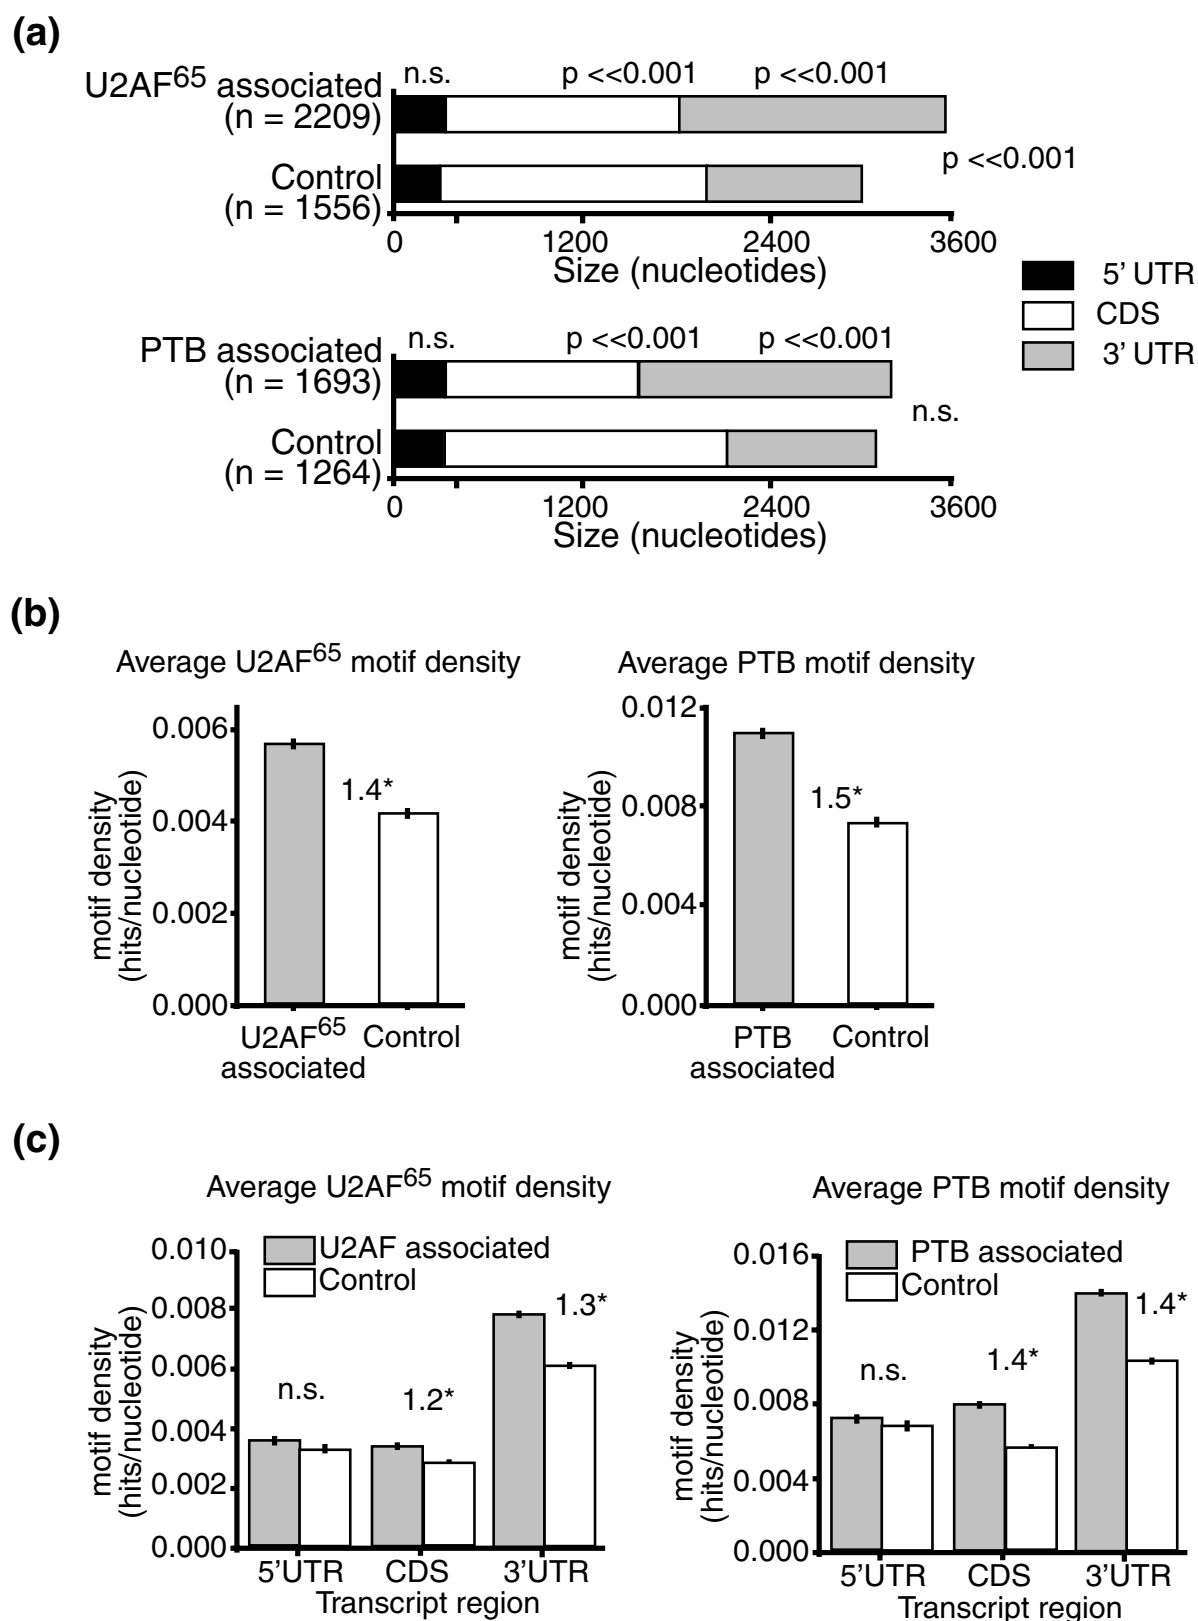 (a)
U2AF65 associated
(n = 2209)
n.s. p <<0.001 p <<0.001
p <<0.001
Control
(n = 1556)
0 1200 2400 3600
Size (nucleotides)
5' UTR
CDS
3' UTR
PTB associated
(n = 1693)
n.s. p <<0.001 p <<0.001
n.s.
Control
(n = 1264)
0 1200 2400 3600
Size (nucleotides)
(b)
Average U2AF65 motif density
motif density
(hits/nucleotide)
0.006
0.004
0.002
0.000
1.4*
U2AF65
associated
Control
Average PTB motif density
motif density
(hits/nucleotide)
0.012
0.008
0.004
0.000
1.5*
PTB
associated
Control
(c)
Average U2AF65 motif density
U2AF associated
Control
motif density
(hits/nucleotide)
0.010
0.008
0.006
0.004
0.002
0.000
n.s.
1.2*
1.3*
5'UTR CDS 3'UTR
Transcript region
Average PTB motif density
PTB associated
Control
motif density
(hits/nucleotide)
0.016
0.012
0.008
0.004
0.000
n.s.
1.4*
1.4*
5'UTR CDS 3'UTR
Transcript region